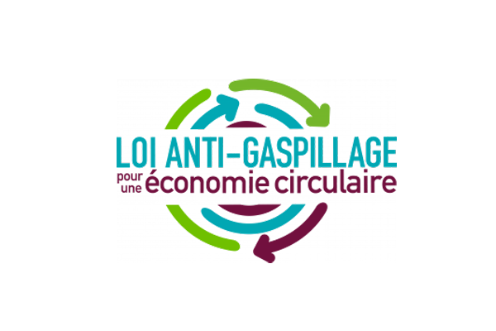 LOI ANTI-GASPILLAGE
pour une économie circulaire